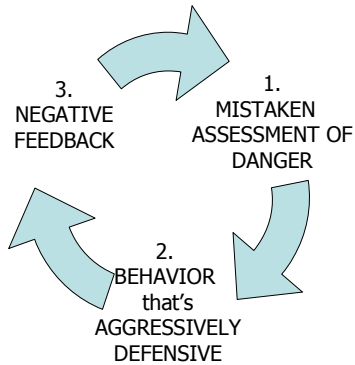 1.
MISTAKEN
ASSESSMENT OF
DANGER
2.
BEHAVIOR
that's
AGGRESSIVELY
DEFENSIVE
3.
NEGATIVE
FEEDBACK